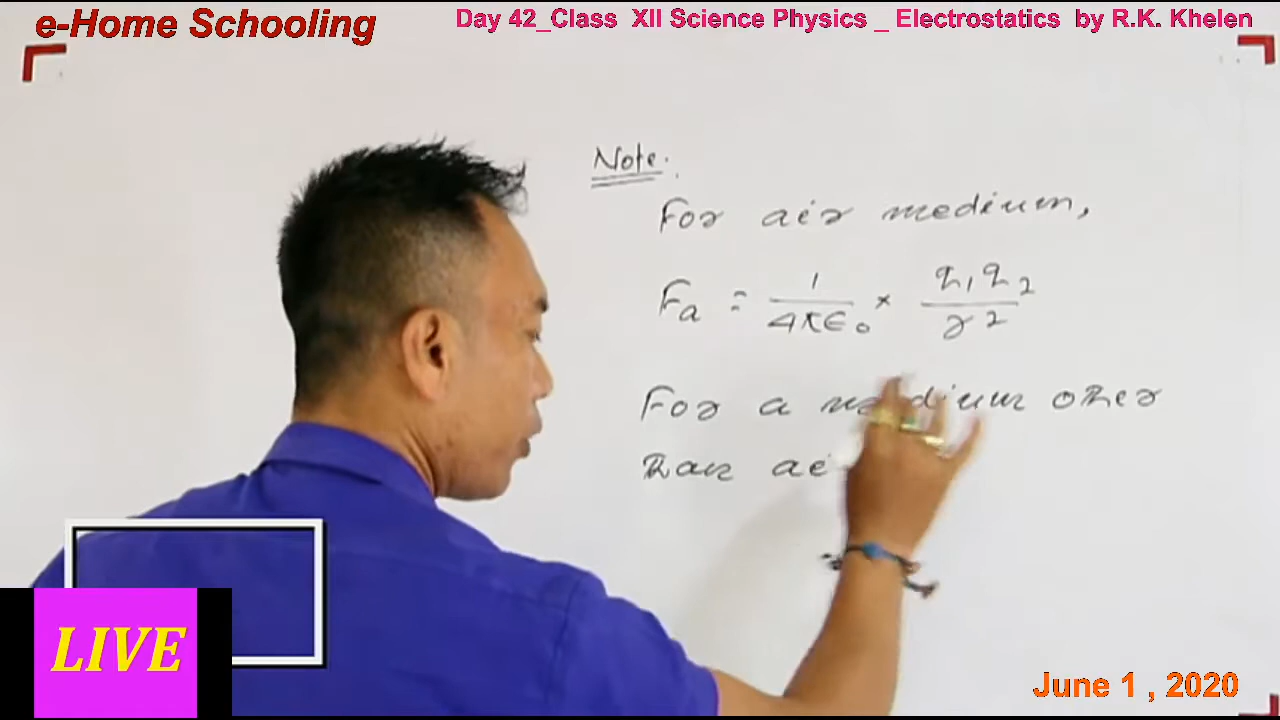 e-Home Schooling
Day 42_Class XII Science Physics _ Electrostatics by R.K. Khelen
Note:
For air medium,
Fa = 1/4πε₀ × q₁q₂/r²
For a medium other
than
LIVE
June 1 , 2020